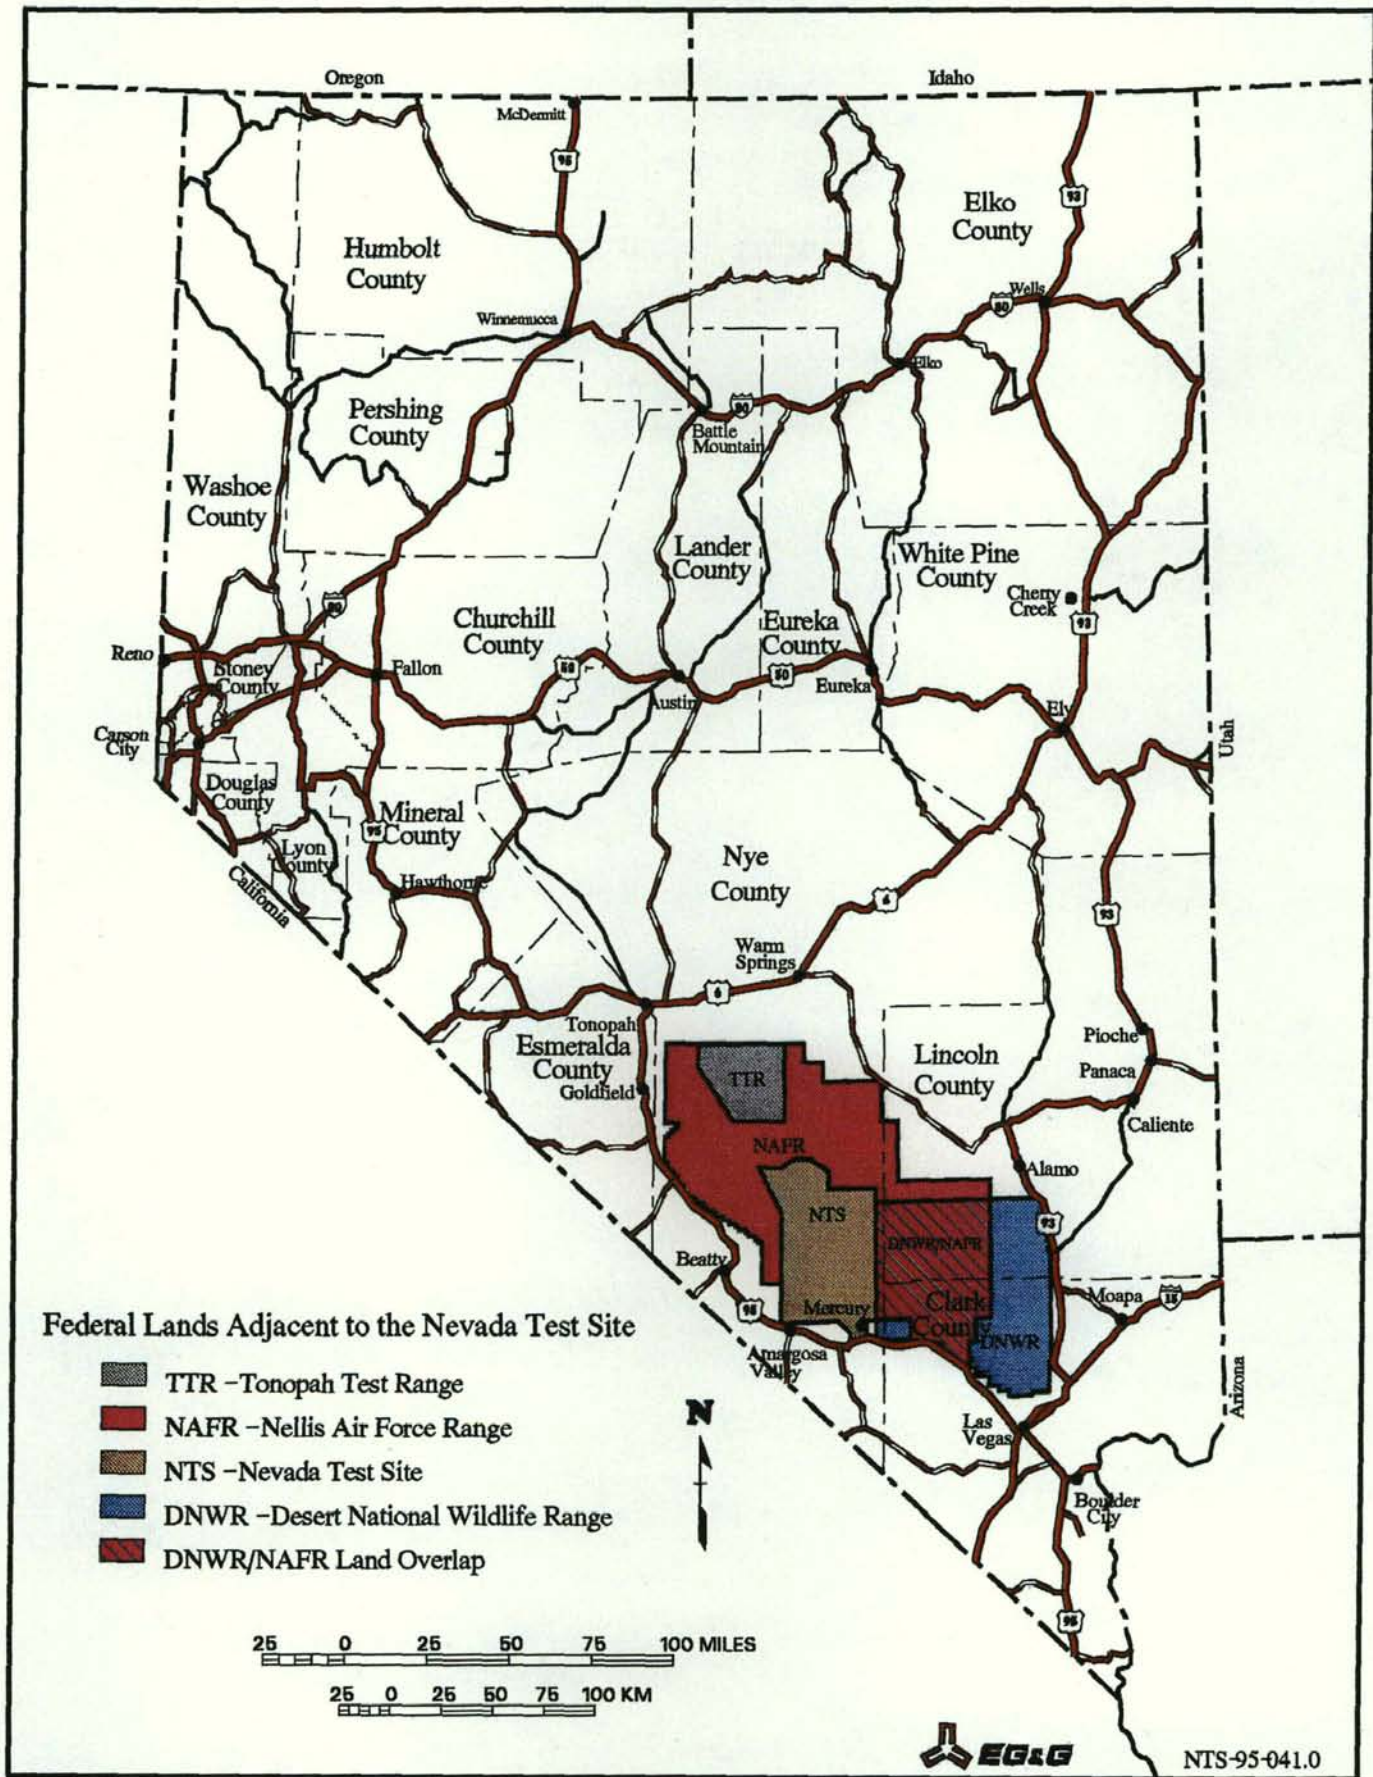 Oregon
Idaho
McDermitt
95
93
Elko
County
Humbolt
County
Wells
80
Winnemucca
Elko
Pershing
County
80
Battle
Mountain
Washoe
County
Lander
County
White Pine
County
Cherry
Creek
80
93
Churchill
County
Eureka
County
Reno
Stoney
County
Fallon
50
50
Eureka
Austin
Ely
Carson
City
Utah
Douglas
County
Mineral
County
95
Lyon
County
Hawthorne
California
Nye
County
6
93
Warm
Springs
6
Tonopah
Esmeralda
County
Goldfield
Lincoln
County
Pioche
Panaca
Caliente
TTR
NAFR
Alamo
NTS
93
DNWR/NAFR
Beatty
95
Mercury
Clark
County
Moapa
15
DNWR
Amargosa
Valley
Arizona
Las
Vegas
Boulder
City
95
Federal Lands Adjacent to the Nevada Test Site
TTR –Tonopah Test Range
NAFR –Nellis Air Force Range
NTS –Nevada Test Site
DNWR –Desert National Wildlife Range
DNWR/NAFR Land Overlap
N
25 0 25 50 75 100 MILES
25 0 25 50 75 100 KM
EG&G
NTS-95-041.0